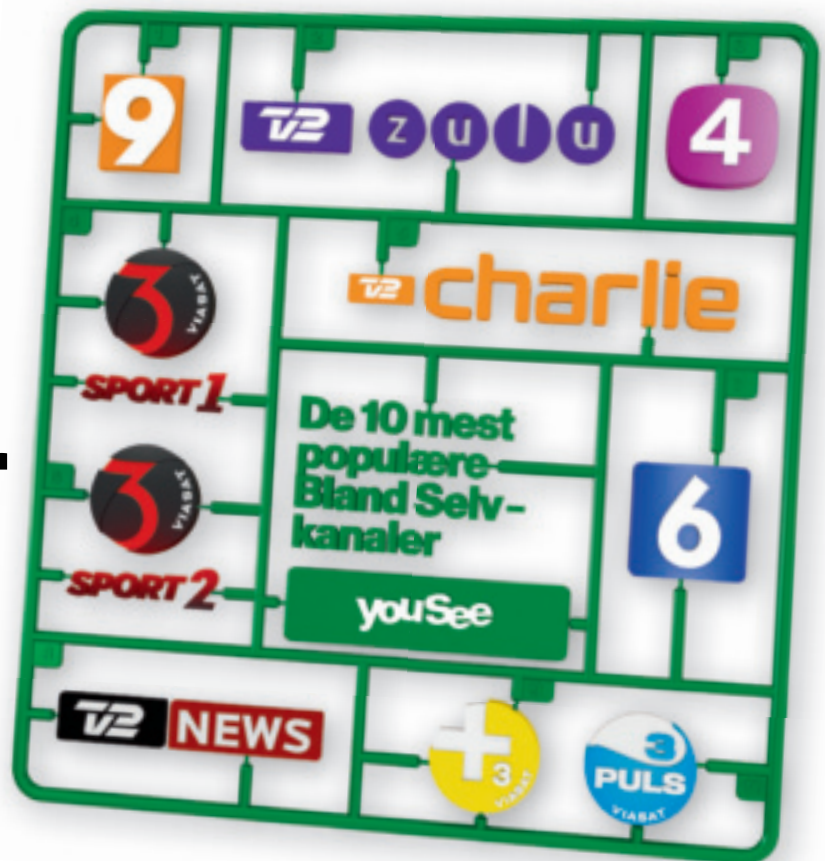 9
TV2 zulu
4
3 VIASAT
SPORT 1
TV2 charlie
De 10 mest
populære
Bland Selv-
kanaler
youSee
3 VIASAT
SPORT 2
6
TV2 NEWS
+3 VIASAT
3 PULS VIASAT